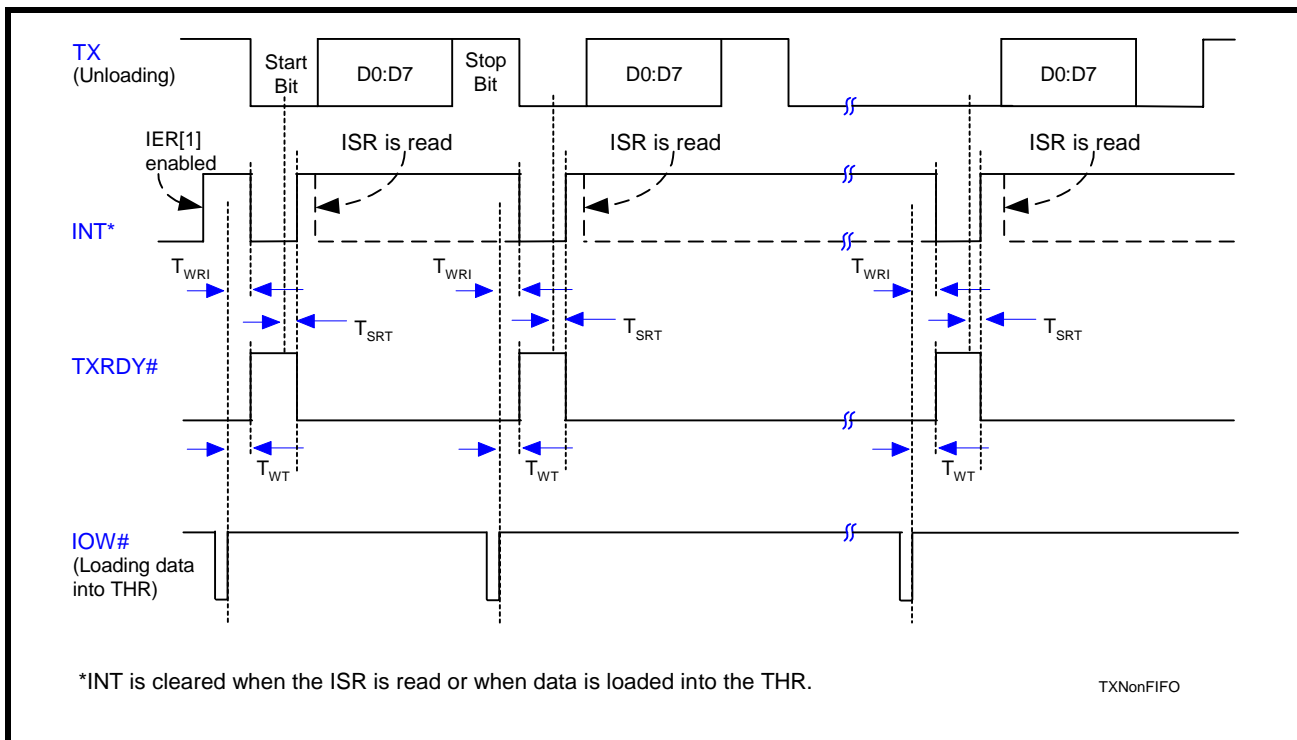 TX
(Unloading)
Start
Bit
D0:D7
Stop
Bit
D0:D7
D0:D7
IER[1]
enabled
ISR is read
ISR is read
ISR is read
INT*
TWRI
TWRI
TWRI
TSRT
TSRT
TSRT
TXRDY#
TWT
TWT
TWT
IOW#
(Loading data
into THR)
*INT is cleared when the ISR is read or when data is loaded into the THR.
TXNonFIFO